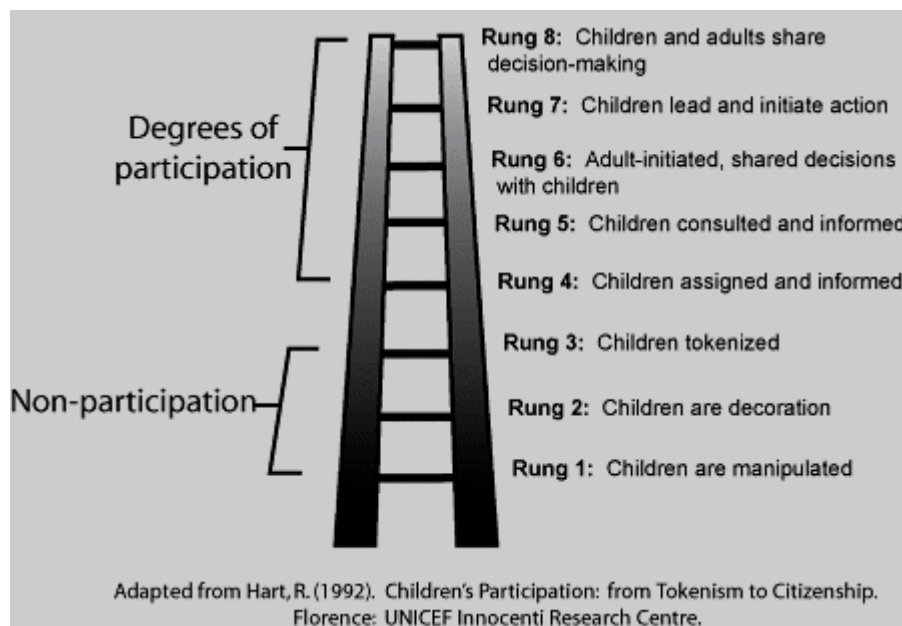 Rung 8: Children and adults share
decision-making
Rung 7: Children lead and initiate action
Degrees of
participation
Rung 6: Adult-initiated, shared decisions
with children
Rung 5: Children consulted and informed
Rung 4: Children assigned and informed
Rung 3: Children tokenized
Non-participation
Rung 2: Children are decoration
Rung 1: Children are manipulated
Adapted from Hart, R. (1992). Children's Participation: from Tokenism to Citizenship.
Florence: UNICEF Innocenti Research Centre.